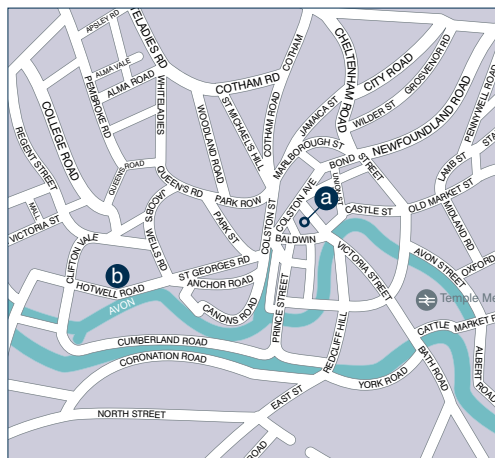 APSLEY RD
TELADIES RD
COTHAM
CHELTENHAM ROAD
CITY ROAD
GROSVENOR RD
PENNYWELL ROAD
ALMA VALE
ALMA ROAD
PEMBROKE RD
WHITELADIES
COTHAM RD
COLLEGE ROAD
REGENT STREET
WOODLAND ROAD
ST MICHAEL'S HILL
COTHAM ROAD
JAMAICA ST
WILDER ST
NEWFOUNDLAND ROAD
MARLBOROUGH ST
BOND
STREET
LAMB ST
QUEENS ROAD
QUEEN'S RD
PARK ROW
COLSTON ST
COLSTON AVE
UNION ST
a
CASTLE ST
OLD MARKET ST
MIDLAND RD
MALL
VICTORIA ST
CLIFTON VALE
JACOBS
WELLS RD
PARK ST
BALDWIN
VICTORIA STREET
AVON STREET
OXFORD
b
HOTWELL ROAD
ST GEORGES RD
ANCHOR ROAD
CANONS ROAD
AVON
PRINCE STREET
REDCLIFF HILL
Temple Me
CATTLE MARKET R
CUMBERLAND ROAD
CORONATION ROAD
BATH ROAD
ALBERT
ROAD
YORK ROAD
EAST ST
NORTH STREET
ROAD